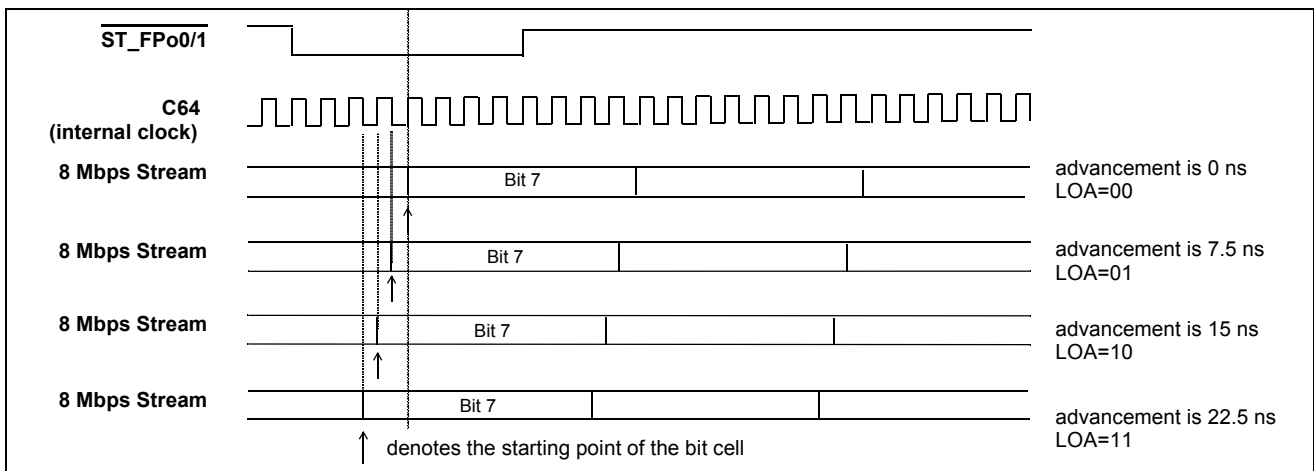 ST_FPo0/1
C64
(internal clock)
8 Mbps Stream
Bit 7
advancement is 0 ns
LOA=00
8 Mbps Stream
Bit 7
advancement is 7.5 ns
LOA=01
8 Mbps Stream
Bit 7
advancement is 15 ns
LOA=10
8 Mbps Stream
Bit 7
advancement is 22.5 ns
LOA=11
denotes the starting point of the bit cell